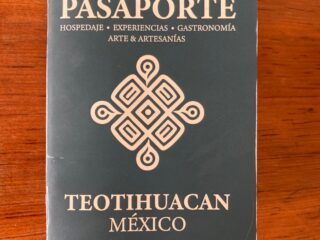 PASAPORTE
HOSPEDAJE • EXPERIENCIAS • GASTRONOMÍA
ARTE & ARTESANÍAS
TEOTIHUACAN
MÉXICO